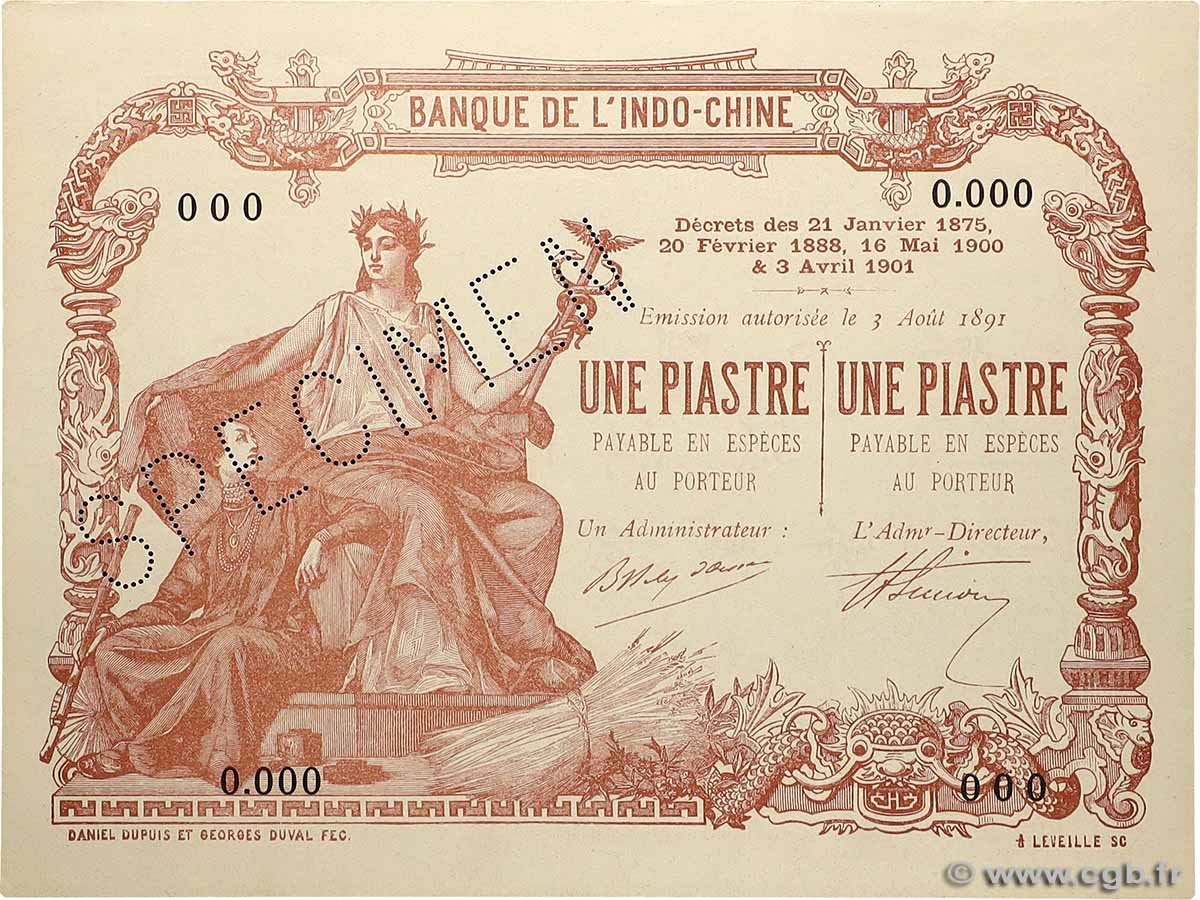 BANQUE DE L'INDO-CHINE
000
0.000
Décrets des 21 Janvier 1875,
20 Février 1888, 16 Mai 1900
& 3 Avril 1901
Emission autorisée le 3 Août 1891
UNE PIASTRE
PAYABLE EN ESPÈCES
AU PORTEUR
Un Administrateur :
UNE PIASTRE
PAYABLE EN ESPÈCES
AU PORTEUR
L'Admr-Directeur,
SPECIMEN
0.000
000
DANIEL DUPUIS ET GEORGES DUVAL FEC.
A LEVEILLE SC
© www.cgb.fr